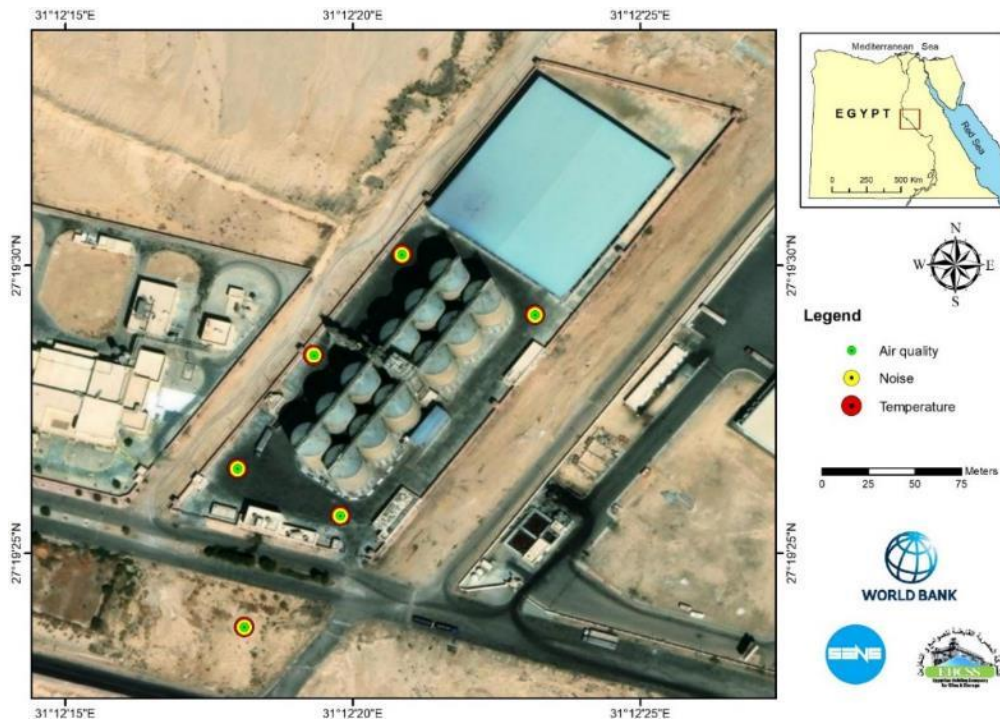 31°12'15"E
31°12'20"E
31°12'25"E
27°19'30"N
27°19'25"N
27°19'30"N
27°19'25"N
31°12'15"E
31°12'20"E
31°12'25"E
Mediterranean Sea
EGYPT
Red Sea
0 250 500 Km
N
W E
S
Legend
Air quality
Noise
Temperature
Meters
0 25 50 75
WORLD BANK
SENS